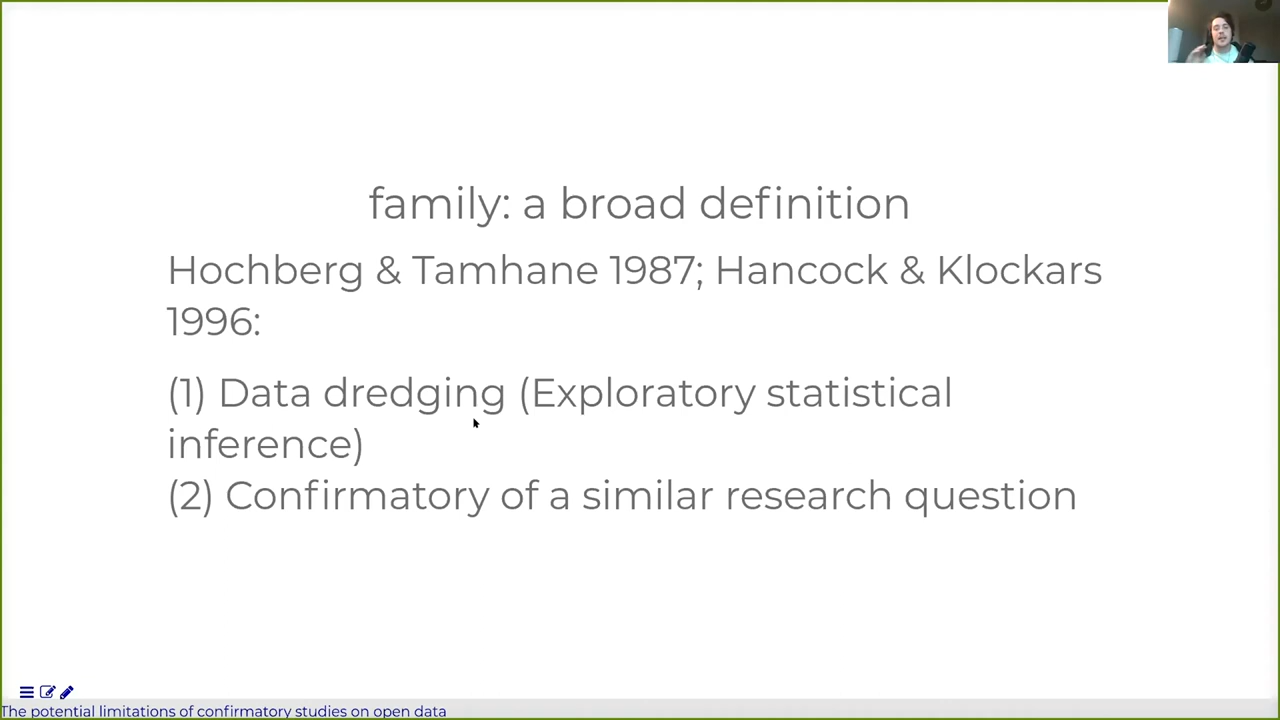 family: a broad definition
Hochberg & Tamhane 1987; Hancock & Klockars
1996:
(1) Data dredging (Exploratory statistical
inference)
(2) Confirmatory of a similar research question
The potential limitations of confirmatory studies on open data